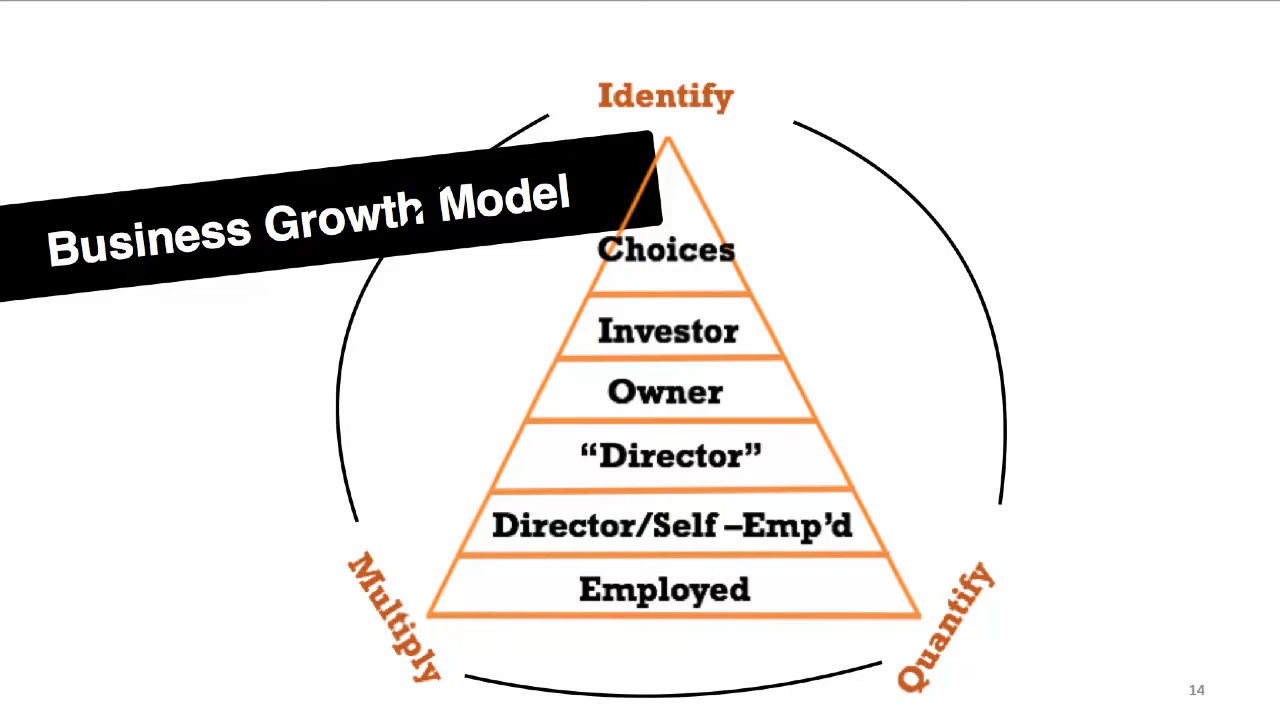 Identify
Business Growth Model
Choices
Investor
Owner
“Director”
Director/Self –Emp’d
Employed
Multiply
Quantify
14